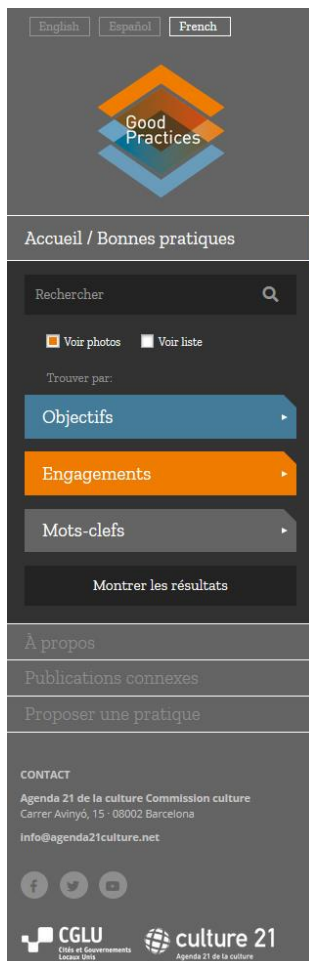 English Español French
Good
Practices
Accueil / Bonnes pratiques
Rechercher
Voir photos Voir liste
Trouver par:
Objectifs
Engagements
Mots-clefs
Montrer les résultats
À propos
Publications connexes
Proposer une pratique
CONTACT
Agenda 21 de la culture Commission culture
Carrer Avinyó, 15 · 08002 Barcelona
info@agenda21culture.net
CGLU
Cités et Gouvernements
Locaux Unis
culture 21
Agenda 21 de la culture